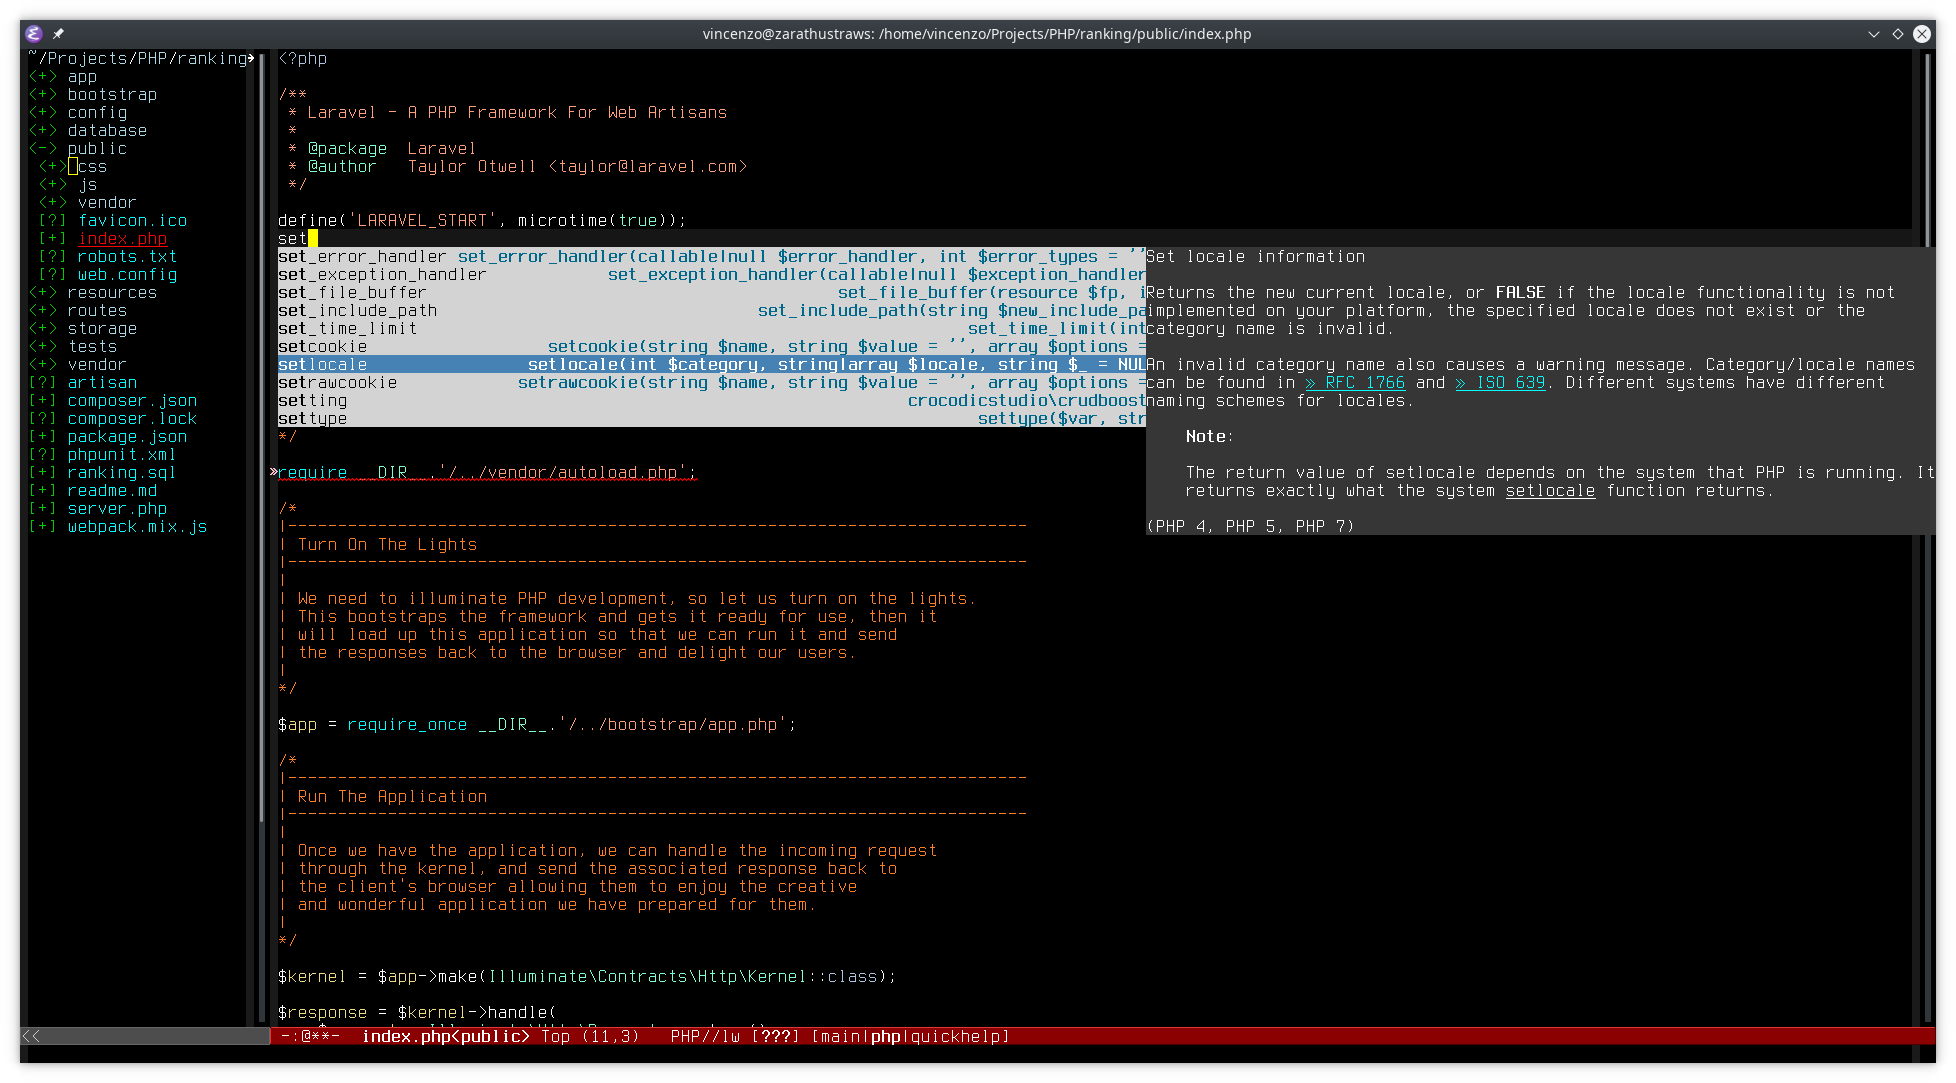 vincenzo@zarathustraws: /home/vincenzo/Projects/PHP/ranking/public/index.php
~/Projects/PHP/ranking
<+> app
<+> bootstrap
<+> config
<+> database
<-> public
<+> css
<+> js
<+> vendor
[?] favicon.ico
[+] index.php
[?] robots.txt
[?] web.config
<+> resources
<+> routes
<+> storage
<+> tests
<+> vendor
[?] artisan
[+] composer.json
[?] composer.lock
[+] package.json
[?] phpunit.xml
[+] ranking.sql
[+] readme.md
[+] server.php
[+] webpack.mix.js
<<
<?php
/**
* Laravel - A PHP Framework For Web Artisans
*
* @package  Laravel
* @author   Taylor Otwell <taylor@laravel.com>
*/
define('LARAVEL_START', microtime(true));
set
set_error_handler set_error_handler(callable|null $error_handler, int $error_types = ''
set_exception_handler set_exception_handler(callable|null $exception_handler
set_file_buffer set_file_buffer(resource $fp, i
set_include_path set_include_path(string $new_include_pa
set_time_limit set_time_limit(int
setcookie setcookie(string $name, string $value = '', array $options =
setlocale setlocale(int $category, string|array $locale, string $_ = NUL
setrawcookie setrawcookie(string $name, string $value = '', array $options =
setting crocodicstudio\crudboost
settype settype($var, str
Set locale information
Returns the new current locale, or FALSE if the locale functionality is not
implemented on your platform, the specified locale does not exist or the
category name is invalid.
An invalid category name also causes a warning message. Category/locale names
can be found in » RFC 1766 and » ISO 639. Different systems have different
naming schemes for locales.
Note:
The return value of setlocale depends on the system that PHP is running. It
returns exactly what the system setlocale function returns.
(PHP 4, PHP 5, PHP 7)
*/
»require __DIR__.'/../vendor/autoload.php';
/*
|--------------------------------------------------------------------------
| Turn On The Lights
|--------------------------------------------------------------------------
|
| We need to illuminate PHP development, so let us turn on the lights.
| This bootstraps the framework and gets it ready for use, then it
| will load up this application so that we can run it and send
| the responses back to the browser and delight our users.
|
*/
$app = require_once __DIR__.'/../bootstrap/app.php';
/*
|--------------------------------------------------------------------------
| Run The Application
|--------------------------------------------------------------------------
|
| Once we have the application, we can handle the incoming request
| through the kernel, and send the associated response back to
| the client's browser allowing them to enjoy the creative
| and wonderful application we have prepared for them.
|
*/
$kernel = $app->make(Illuminate\Contracts\Http\Kernel::class);
$response = $kernel->handle(
-:@**-  index.php<public> Top (11,3)   PHP//lw [???] [main|php|quickhelp]